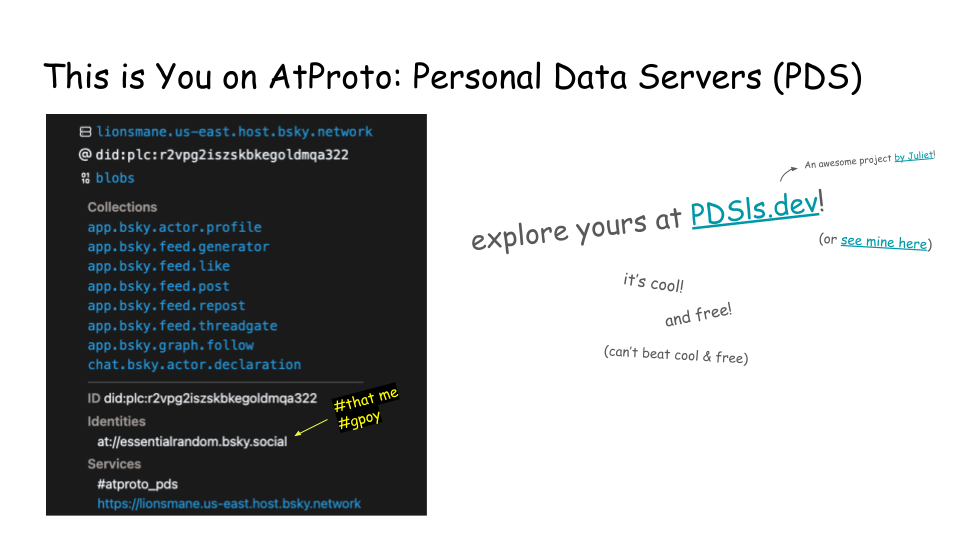 This is You on AtProto: Personal Data Servers (PDS)
lionsmane.us-east.host.bsky.network
@ did:plc:r2vpg2iszskbkegoldmqa322
blobs
Collections
app.bsky.actor.profile
app.bsky.feed.generator
app.bsky.feed.like
app.bsky.feed.post
app.bsky.feed.repost
app.bsky.feed.threadgate
app.bsky.graph.follow
chat.bsky.actor.declaration
ID did:plc:r2vpg2iszskbkegoldmqa322
Identities
at://essentialrandom.bsky.social
Services
#atproto_pds
https://lionsmane.us-east.host.bsky.network
#that me
#gpoy
An awesome project by Juliet!
explore yours at PDSls.dev!
(or see mine here)
it's cool!
and free!
(can't beat cool & free)